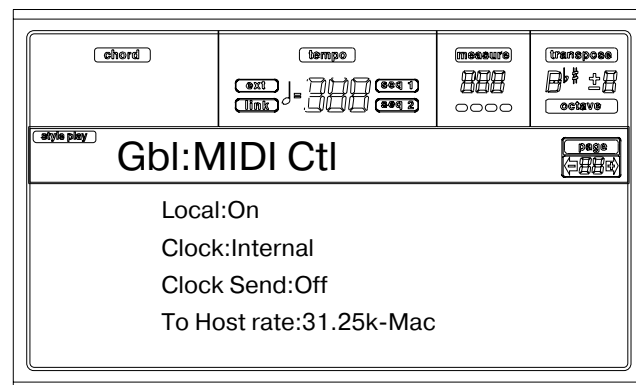 chord
tempo
measure
transpose
ext
seq 1
link
seq 2
octave
style play
Gbl:MIDI Ctl
page
Local:On
Clock:Internal
Clock Send:Off
To Host rate:31.25k-Mac